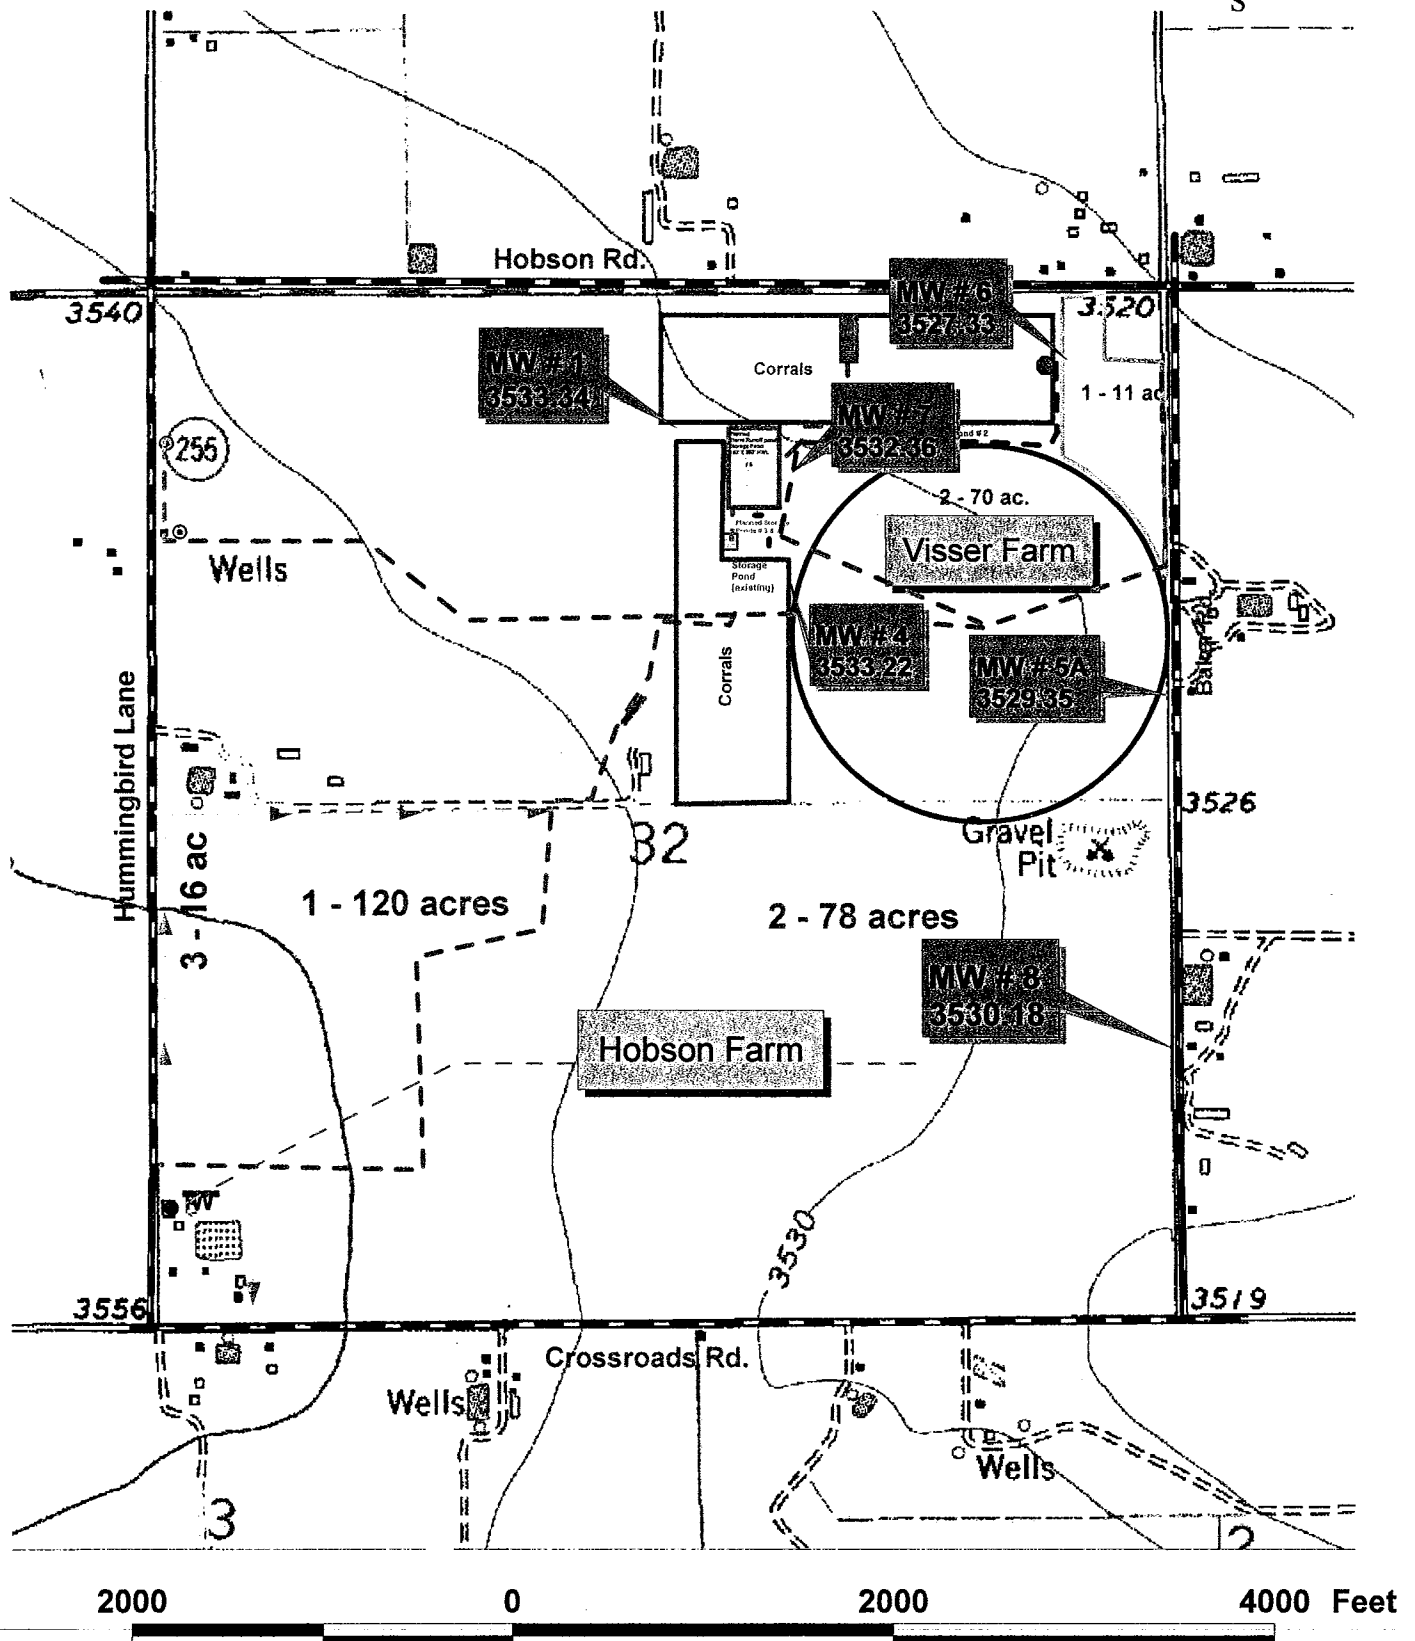 S
Hobson Rd.
3540
MW # 6
3527.33
3520
MW # 1
3533.34
Corrals
1 - 11 ac
MW # 7
3532.36
255
2 - 70 ac.
Visser Farm
Wells
Storage
Pond
(existing)
MW # 4
3533.22
MW # 5A
3529.35
Baker Rd
Corrals
Hummingbird Lane
3526
32
Gravel
Pit
3 - 16 ac
1 - 120 acres
2 - 78 acres
MW # 8
3530.18
Hobson Farm
3530
3556
3519
Crossroads Rd.
Wells
Wells
3
2
2000 0 2000 4000 Feet